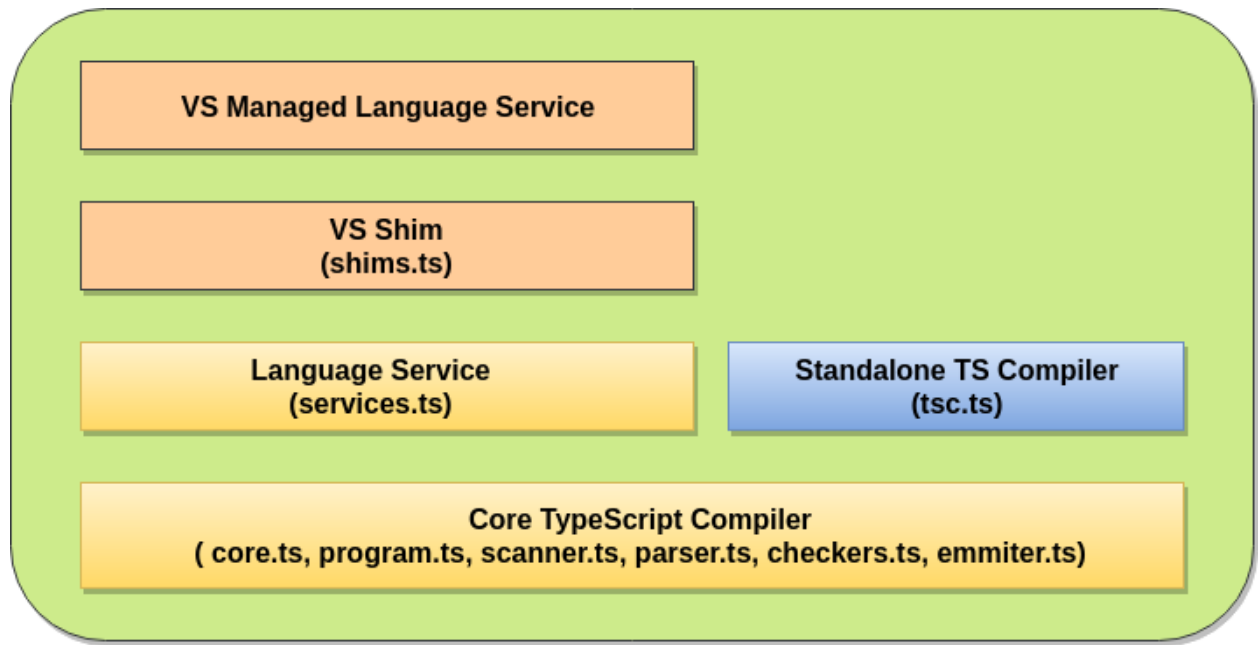 VS Managed Language Service
VS Shim
(shims.ts)
Language Service
(services.ts)
Standalone TS Compiler
(tsc.ts)
Core TypeScript Compiler
( core.ts, program.ts, scanner.ts, parser.ts, checkers.ts, emmiter.ts)